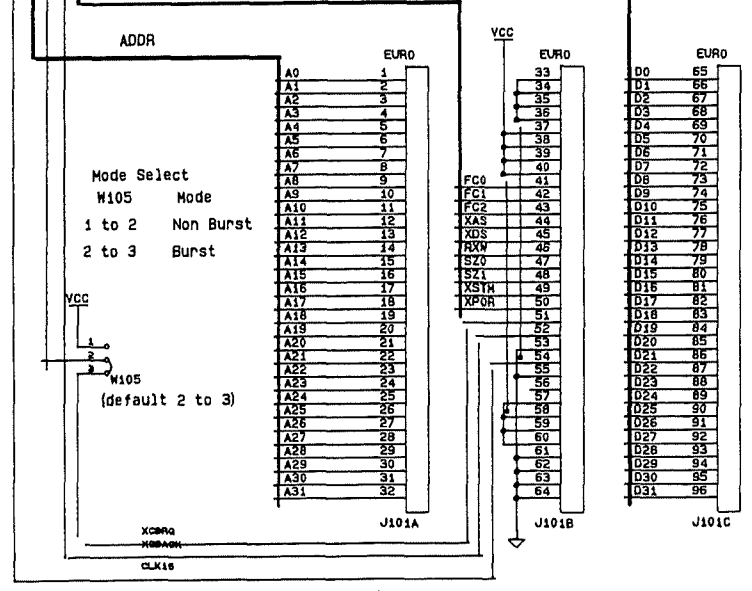 ADDR
VCC
EURO
EURO
EURO
A0 1
A1 2
A2 3
A3 4
A4 5
A5 6
A6 7
A7 8
A8 9
A9 10
A10 11
A11 12
A12 13
A13 14
A14 15
A15 16
A16 17
A17 18
A18 19
A19 20
A20 21
A21 22
A22 23
A23 24
A24 25
A25 26
A26 27
A27 28
A28 29
A29 30
A30 31
A31 32
J101A
33
34
35
36
37
38
39
40
FC0 41
FC1 42
FC2 43
XAS 44
XDS 45
RXW 46
SZ0 47
SZ1 48
XSTM 49
XPOR 50
51
52
53
54
55
56
57
58
59
60
61
62
63
64
J101B
D0 65
D1 66
D2 67
D3 68
D4 69
D5 70
D6 71
D7 72
D8 73
D9 74
D10 75
D11 76
D12 77
D13 78
D14 79
D15 80
D16 81
D17 82
D18 83
D19 84
D20 85
D21 86
D22 87
D23 88
D24 89
D25 90
D26 91
D27 92
D28 93
D29 94
D30 95
D31 96
J101C
Mode Select
W105 Mode
1 to 2 Non Burst
2 to 3 Burst
VCC
1
2
3
W105
(default 2 to 3)
XCBRQ
CLK16